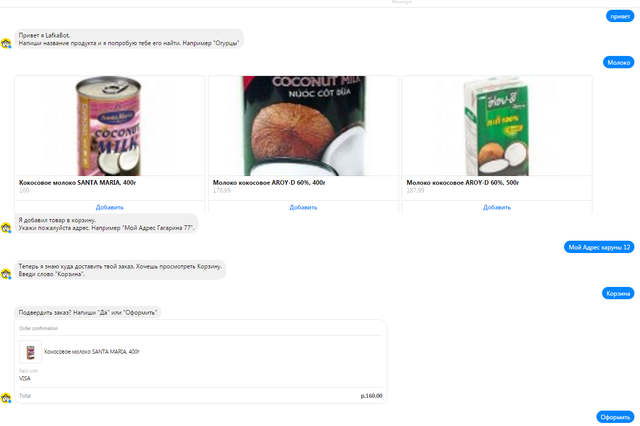 Messenger
привет
Привет я LafkaBot.
Напиши название продукта и я попробую тебе его найти. Например "Огурцы"
Молоко
Santa Maria
COCONUT
MILK
COCONUT MILK
NƯỚC CỐT DỪA
100%
Кокосовое молоко SANTA MARIA, 400г
160
Добавить
Молоко кокосовое AROY-D 60%, 400г
176.99
Добавить
Молоко кокосовое AROY-D 60%, 500г
187.99
Добавить
Я добавил товар в корзину.
Укажи пожалуйста адрес. Например "Мой Адрес Гагарина 77".
Мой Адрес каруны 12
Теперь я знаю куда доставить твой заказ. Хочешь просмотреть Корзину.
Введи слово "Корзина".
Корзина
Подвердить заказ? Напиши "Да" или "Оформить"
Order confirmation
Кокосовое молоко SANTA MARIA, 400г
Paid with
VISA
Total
р.160.00
Оформить